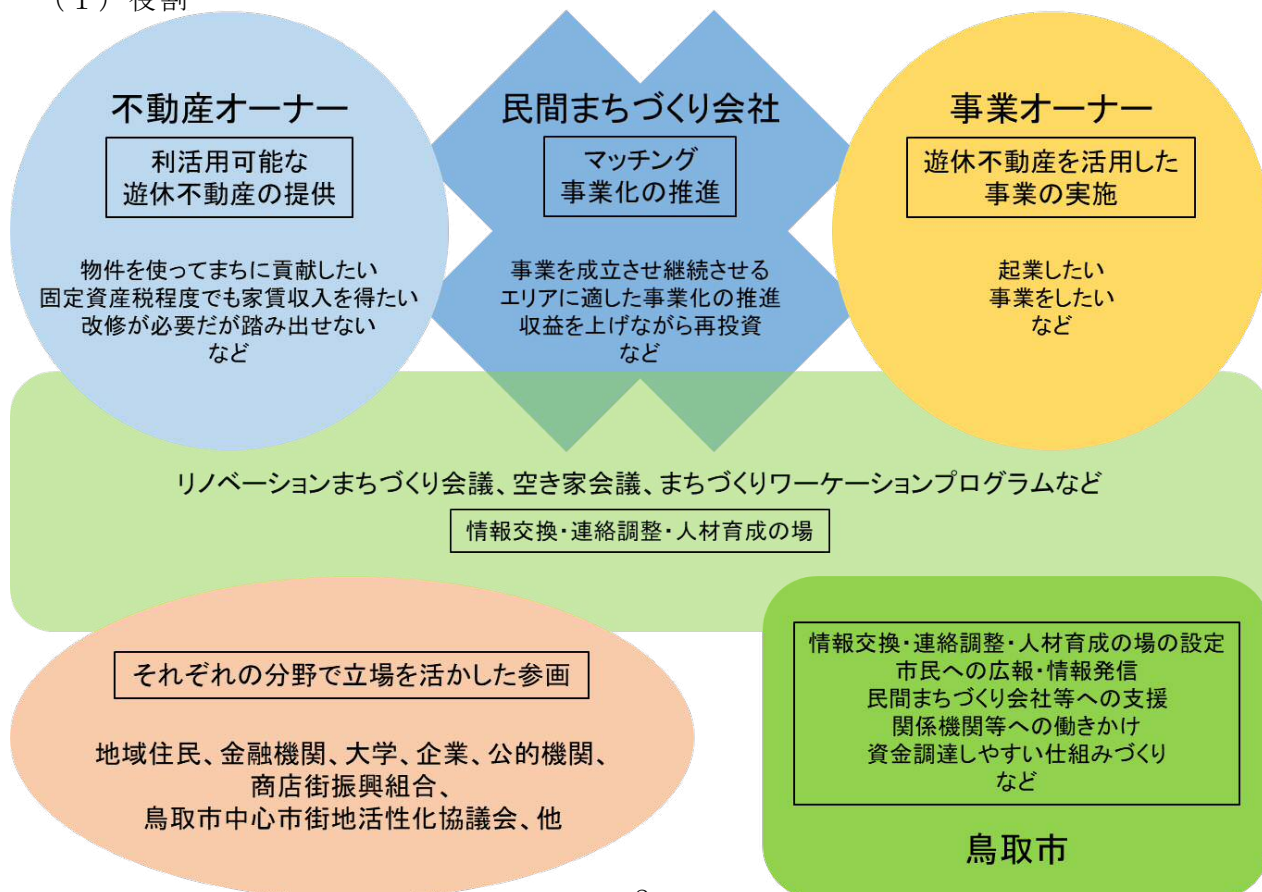 (1) 役割
不動産オーナー
利活用可能な
遊休不動産の提供
物件を使ってまちに貢献したい
固定資産税程度でも家賃収入を得たい
改修が必要だが踏み出せない
など
民間まちづくり会社
マッチング
事業化の推進
事業を成立させ継続させる
エリアに適した事業化の推進
収益を上げながら再投資
など
事業オーナー
遊休不動産を活用した
事業の実施
起業したい
事業をしたい
など
リノベーションまちづくり会議、空き家会議、まちづくりワーケーションプログラムなど
情報交換・連絡調整・人材育成の場
それぞれの分野で立場を活かした参画
地域住民、金融機関、大学、企業、公的機関、
商店街振興組合、
鳥取市中心市街地活性化協議会、他
情報交換・連絡調整・人材育成の場の設定
市民への広報・情報発信
民間まちづくり会社等への支援
関係機関等への働きかけ
資金調達しやすい仕組みづくり
など
鳥取市